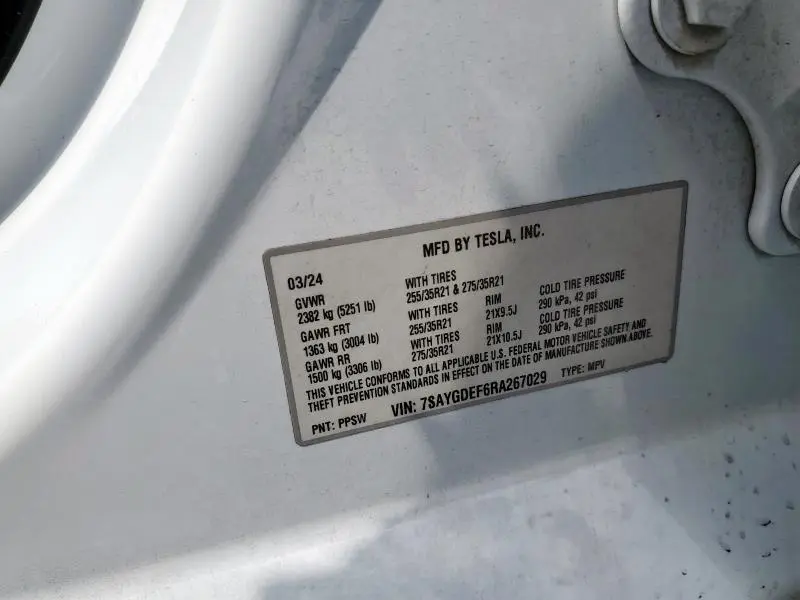 MFD BY TESLA, INC.
03/24
GVWR WITH TIRES
2382 kg (5251 lb) 255/35R21 & 275/35R21
GAWR FRT WITH TIRES RIM COLD TIRE PRESSURE
1363 kg (3004 lb) 255/35R21 21X9.5J 290 kPa, 42 psi
GAWR RR WITH TIRES RIM COLD TIRE PRESSURE
1500 kg (3306 lb) 275/35R21 21X10.5J 290 kPa, 42 psi
THIS VEHICLE CONFORMS TO ALL APPLICABLE U.S. FEDERAL MOTOR VEHICLE SAFETY AND
THEFT PREVENTION STANDARDS IN EFFECT ON THE DATE OF MANUFACTURE SHOWN ABOVE.
PNT: PPSW VIN: 7SAYGDEF6RA267029 TYPE: MPV